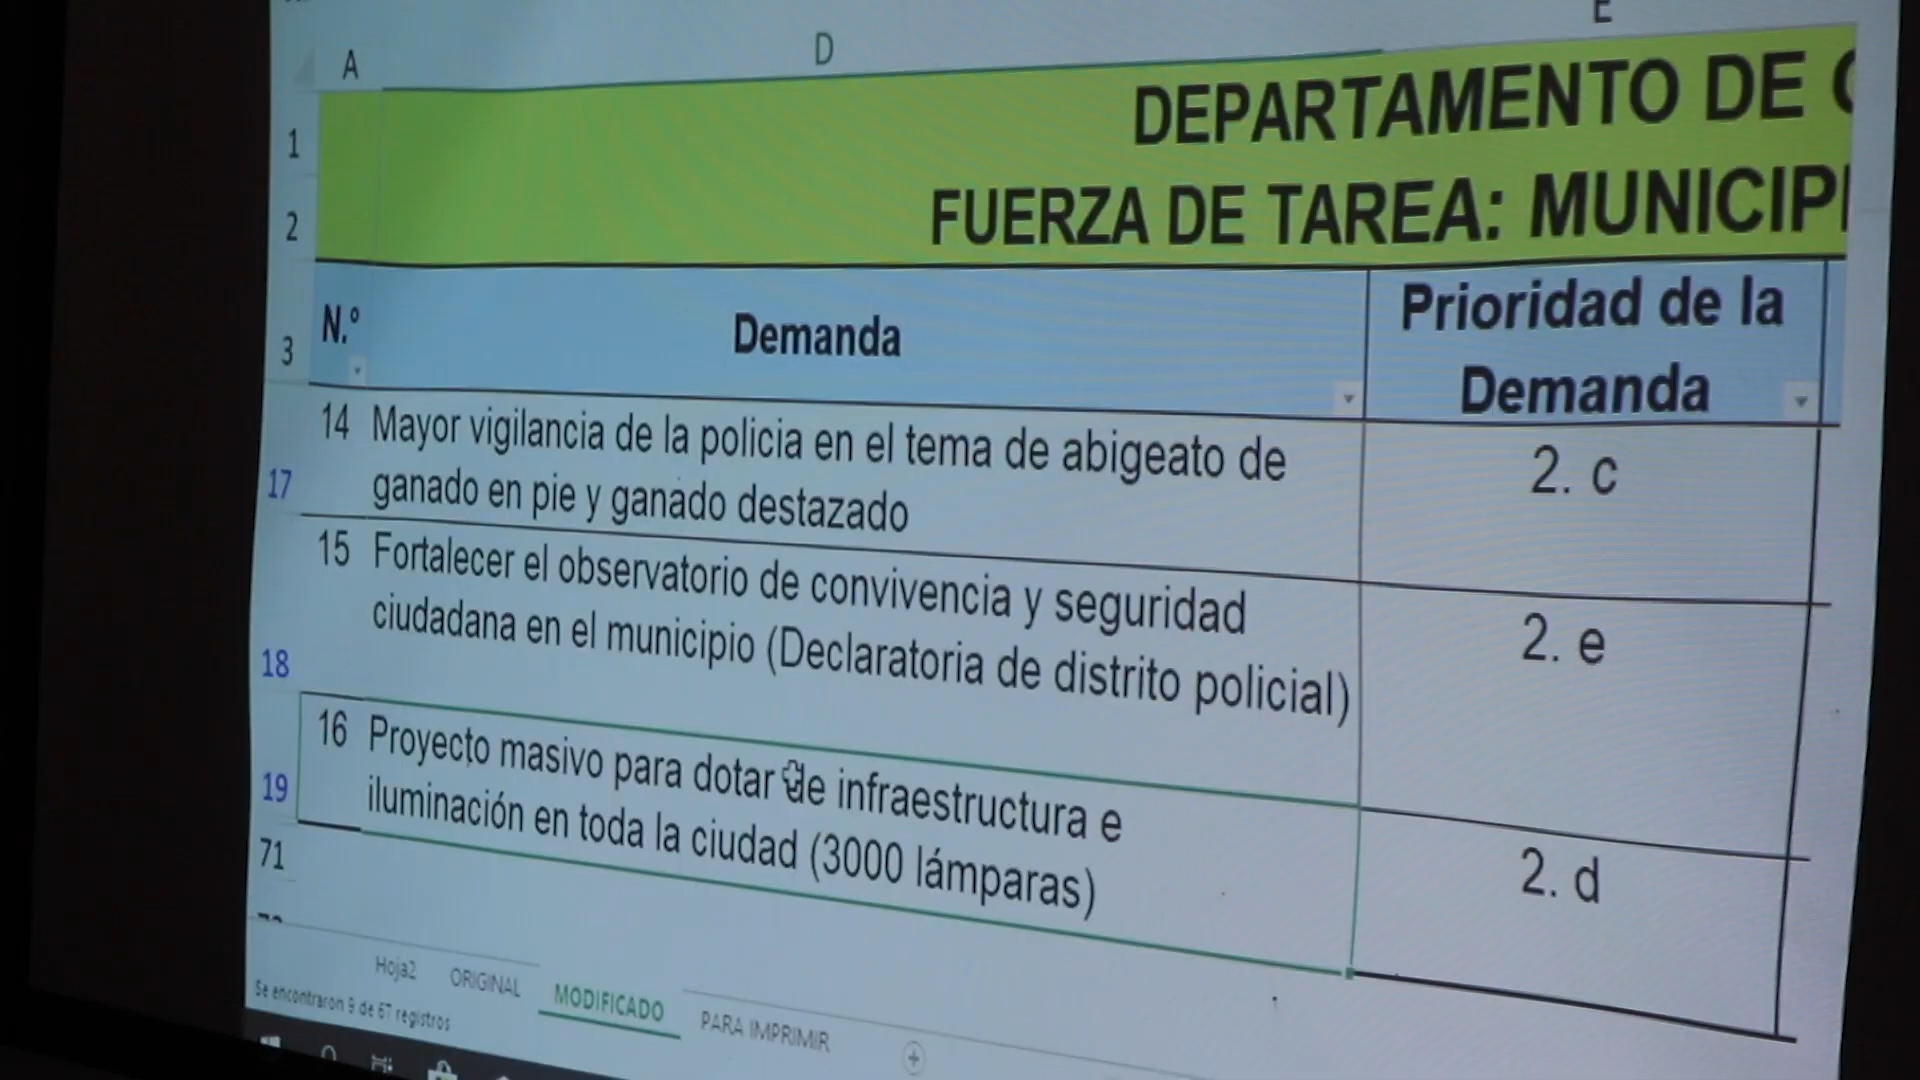 A D E
1 DEPARTAMENTO DE
2 FUERZA DE TAREA: MUNICIPI
3 N.º Demanda Prioridad de la
Demanda
14 Mayor vigilancia de la policia en el tema de abigeato de 2. c
17 ganado en pie y ganado destazado
15 Fortalecer el observatorio de convivencia y seguridad 2. e
ciudadana en el municipio (Declaratoria de distrito policial)
18
16 Proyecto masivo para dotar de infraestructura e 2. d
19 iluminación en toda la ciudad (3000 lámparas)
71
Hoja2 ORIGINAL MODIFICADO PARA IMPRIMIR
Se encontraron 9 de 67 registros